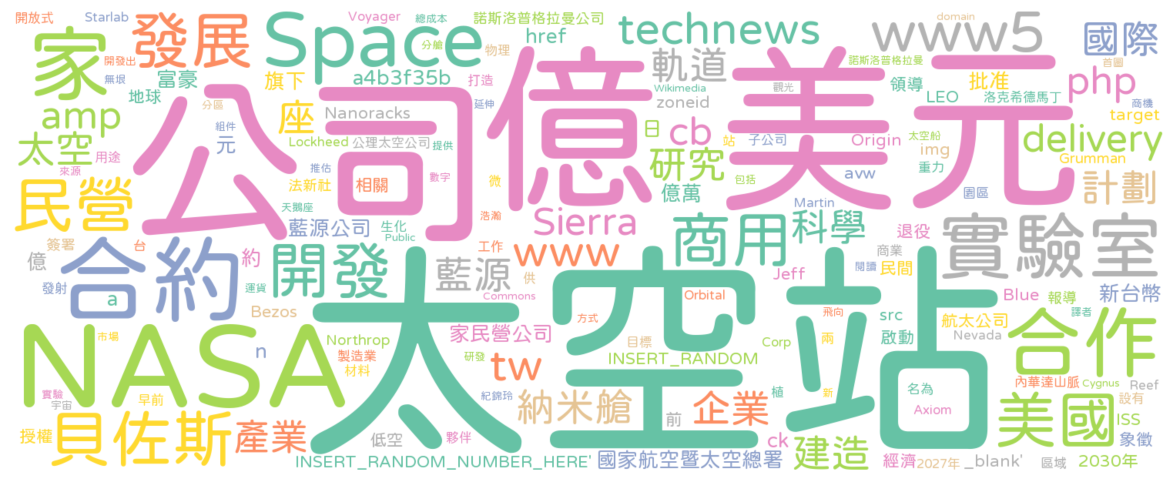 開放式 Starlab Voyager 總成本 諾斯洛普格拉曼公司 domain
家 發展 Space 分艙 物理 href technews www5 諾斯洛普格拉曼 首圖 國際
開發出 無垠 富豪 旗下 a4b3f35b 打造 Wikimedia 觀光 軌道 領導 批准 php
amp 地球 分區 座 Nanoracks 延伸 zoneid LEO 洛克希德馬丁 商機 target
太空 組件 元 Lockheed 公理太空公司 提供 日 cb 站 子公司 Origin 太空船 img delivery
用途 來源 推估 法新社 相關 數字 微 研究 包括 avw 重力 Grumman
民營 公司 億 美元 天鵝座 浩瀚 億萬 Martin 園區 計劃
簽署 台 藍源公司 生化 Public Sierra 商用 科學 退役 實驗室
億 合約 約 開發 工作 藍源 供 www 商業 閱讀 民間
發射 a 運貨 Bezos Commons Orbital Jeff Blue 報導 新台幣
NASA 市場 n Northrop 家民營公司 方式 飛向 src 航太公司 譯者 合作
製造業 材料 研發 tw 目標 INSERT_RANDOM Corp 兩 啟動 Nevada
實驗 宇宙 早前 紀錦玲 太空站 植 新 名為 內華達山脈 Cygnus Reef
授權 貝佐斯 產業 低空 夥伴 納米艙 前 企業 Axiom 設有 美國 ISS
INSERT_RANDOM_NUMBER_HERE' 國家航空暨太空總署 ck 建造 經濟 2027年 _blank' 區域 2030年 象徵